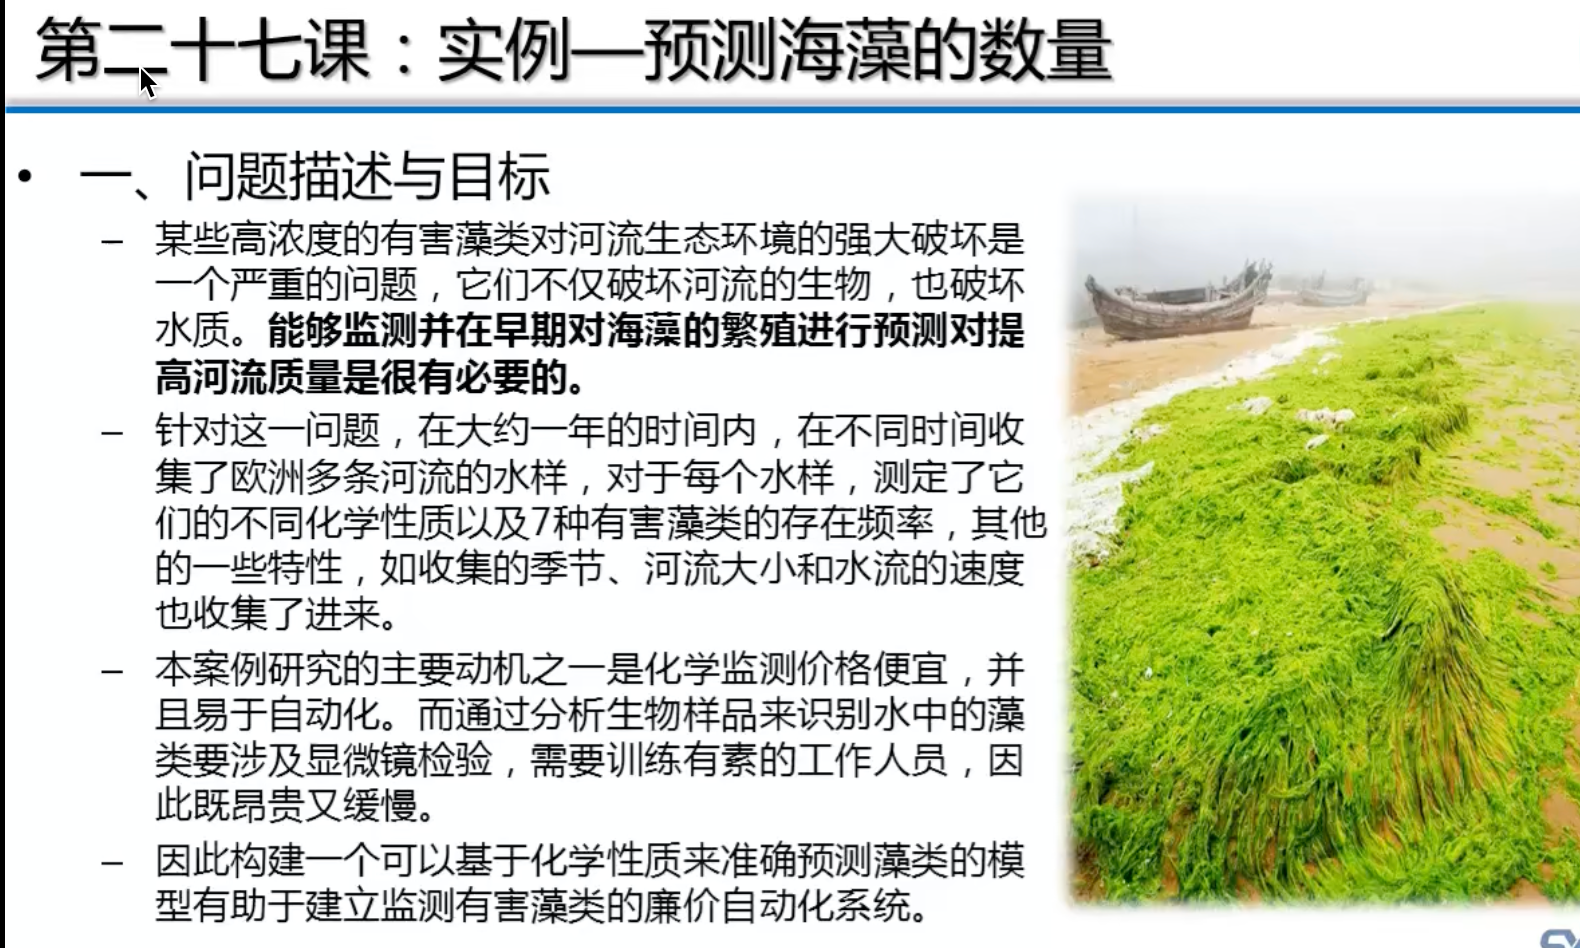 第二十七课：实例—预测海藻的数量
• 一、问题描述与目标
– 某些高浓度的有害藻类对河流生态环境的强大破坏是
一个严重的问题，它们不仅破坏河流的生物，也破坏
水质。能够监测并在早期对海藻的繁殖进行预测对提
高河流质量是很有必要的。
– 针对这一问题，在大约一年的时间内，在不同时间收
集了欧洲多条河流的水样，对于每个水样，测定了它
们的不同化学性质以及7种有害藻类的存在频率，其他
的一些特性，如收集的季节、河流大小和水流的速度
也收集了进来。
– 本案例研究的主要动机之一是化学监测价格便宜，并
且易于自动化。而通过分析生物样品来识别水中的藻
类要涉及显微镜检验，需要训练有素的工作人员，因
此既昂贵又缓慢。
– 因此构建一个可以基于化学性质来准确预测藻类的模
型有助于建立监测有害藻类的廉价自动化系统。